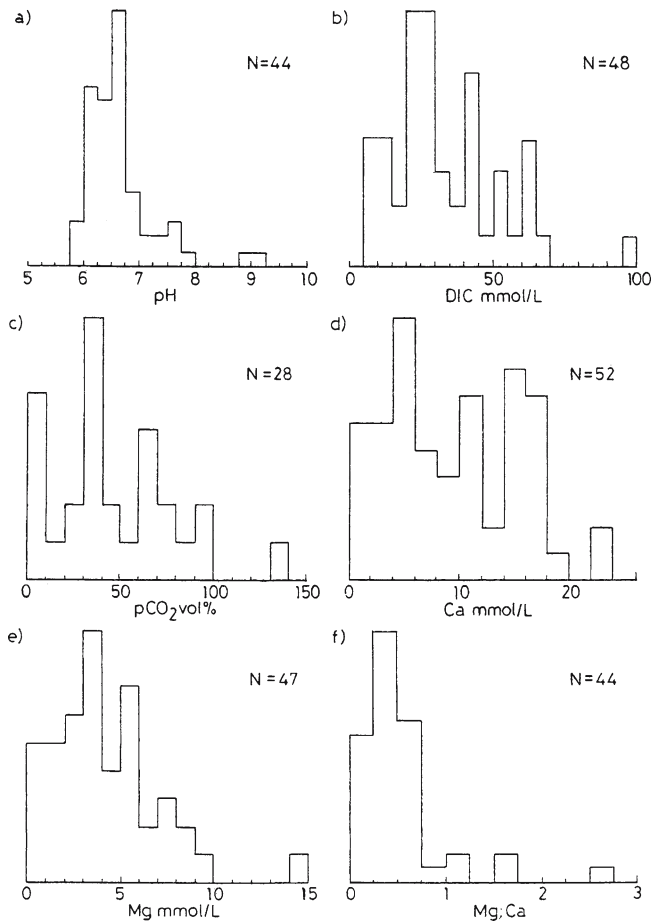 a)
N=44
5 6 7 8 9 10
pH
b)
N=48
0 50 100
DIC mmol/L
c)
N=28
0 50 100 150
pCO2vol%
d)
N=52
0 10 20
Ca mmol/L
e)
N=47
0 5 10 15
Mg mmol/L
f)
N=44
0 1 2 3
Mg:Ca